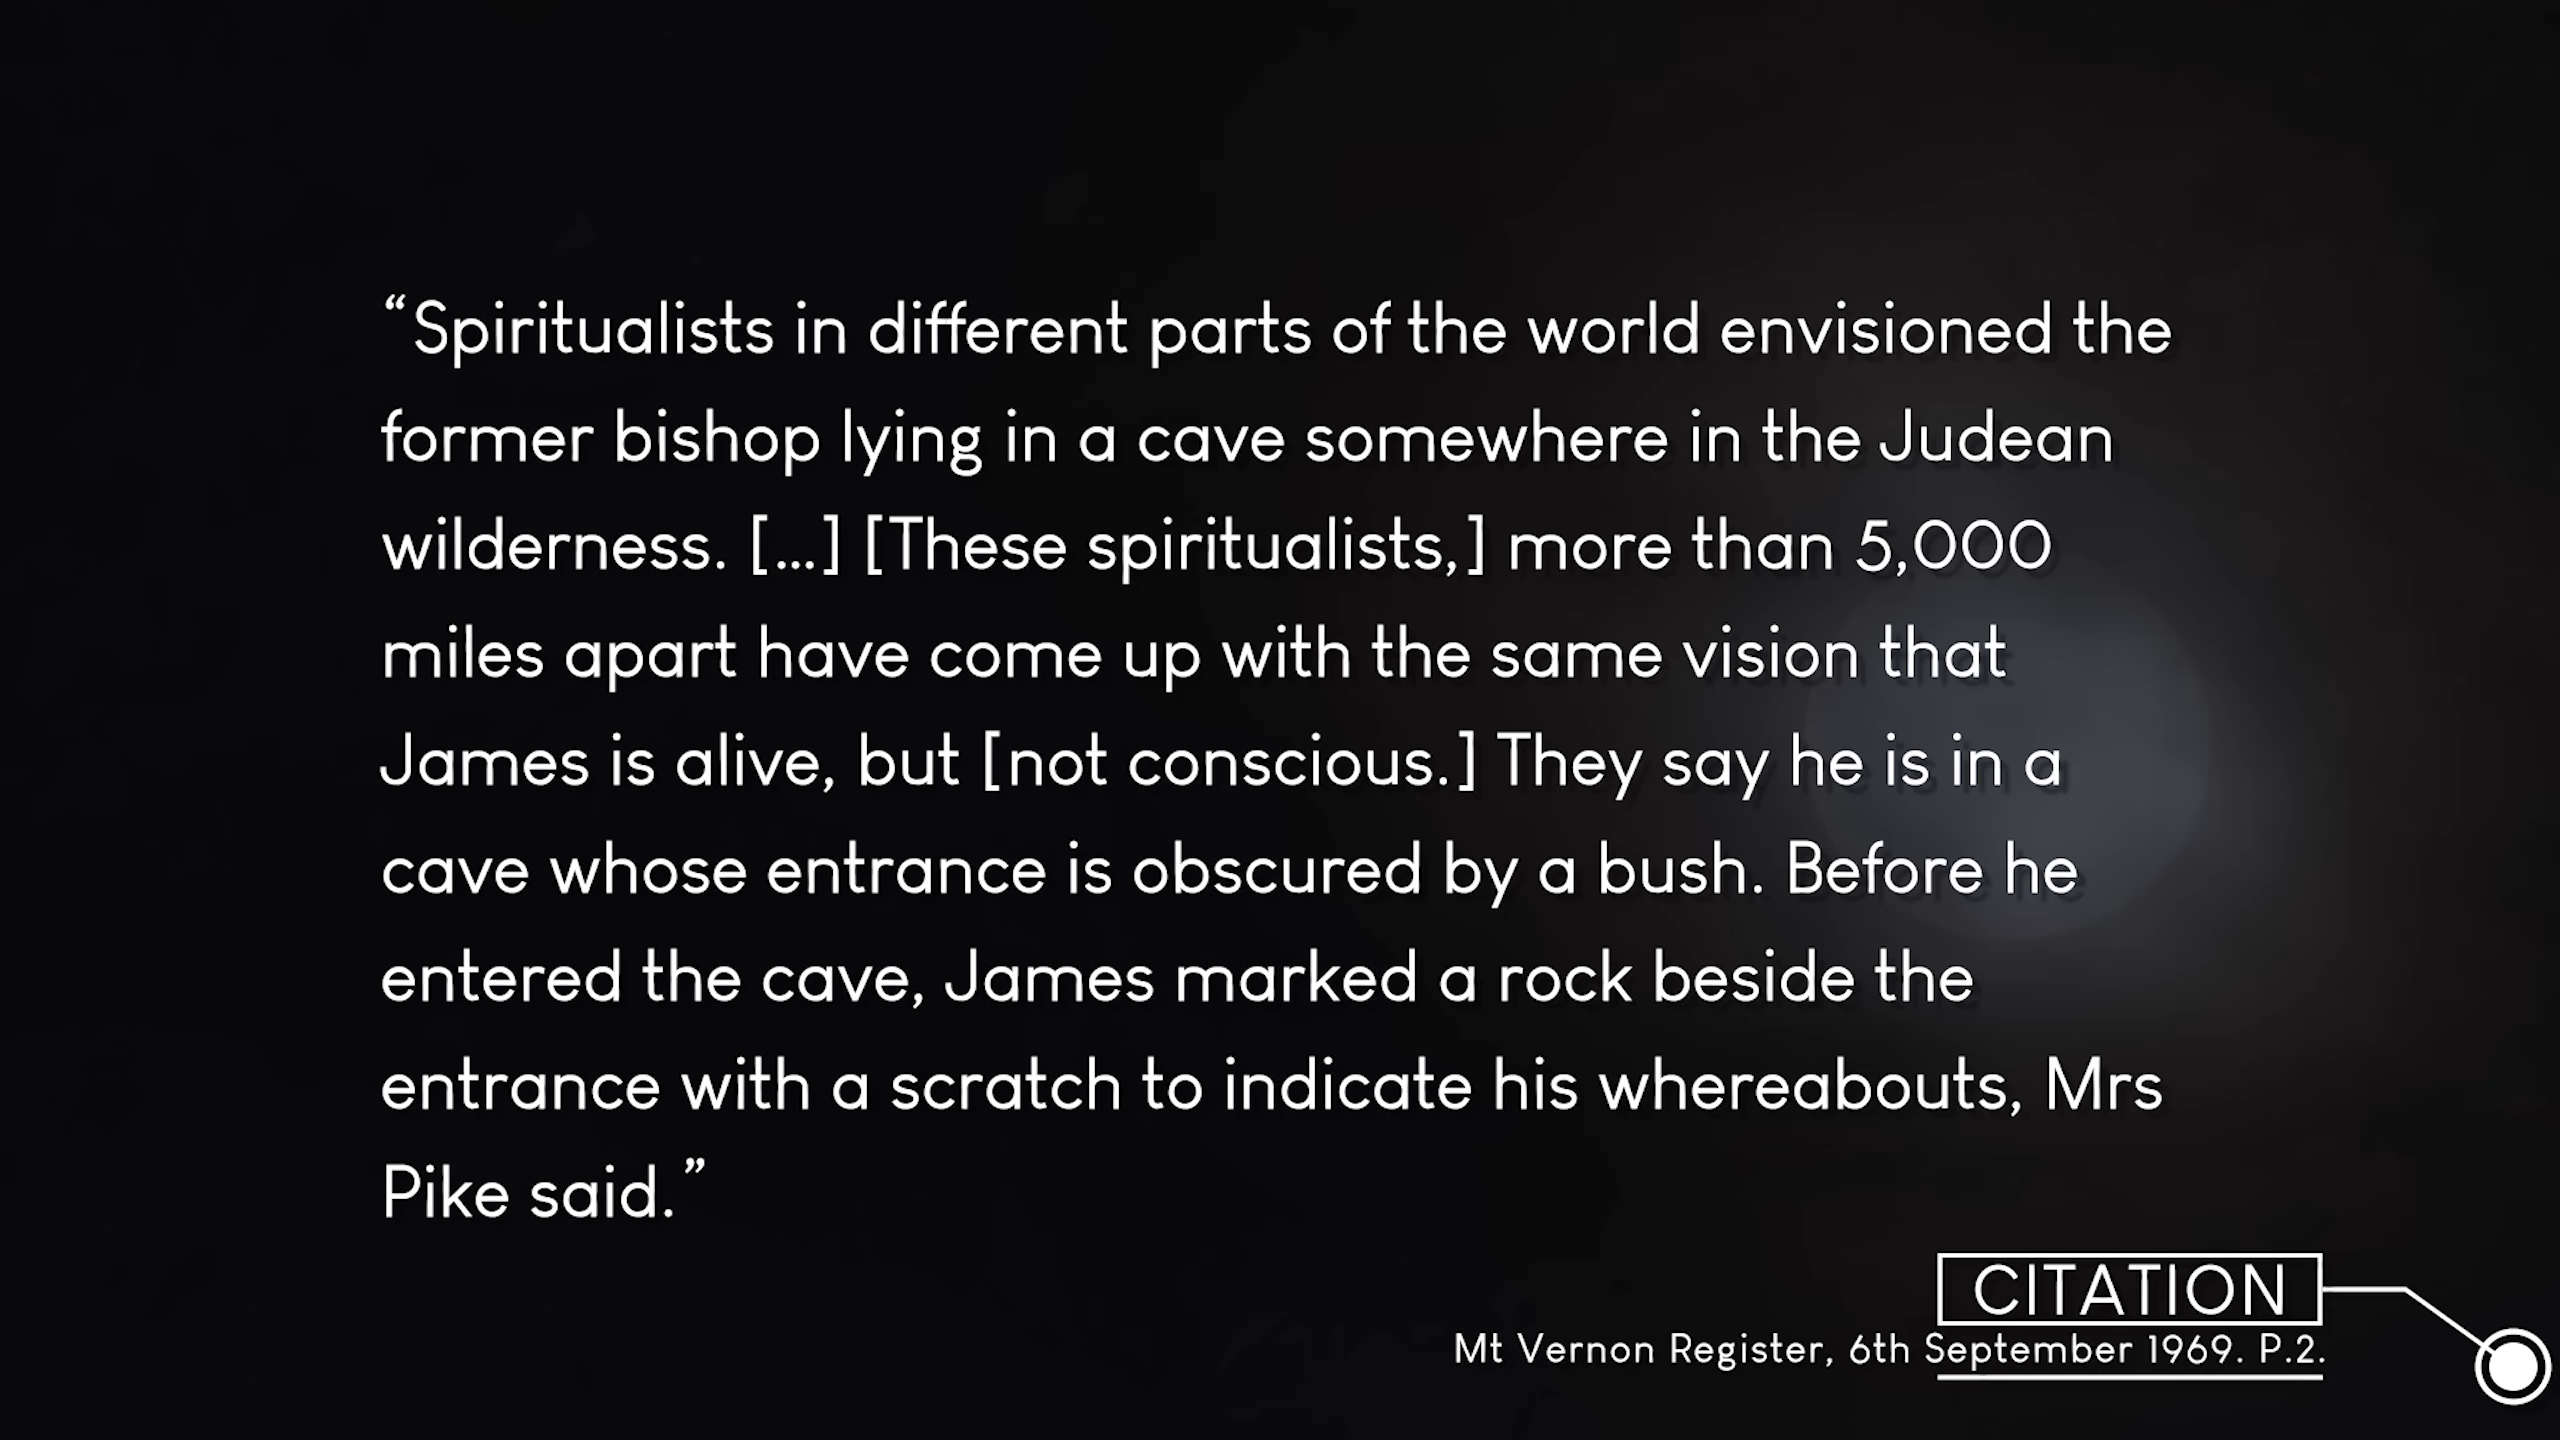 “Spiritualists in different parts of the world envisioned the
former bishop lying in a cave somewhere in the Judean
wilderness. [...] [These spiritualists,] more than 5,000
miles apart have come up with the same vision that
James is alive, but [not conscious.] They say he is in a
cave whose entrance is obscured by a bush. Before he
entered the cave, James marked a rock beside the
entrance with a scratch to indicate his whereabouts, Mrs
Pike said.”
CITATION
Mt Vernon Register, 6th September 1969. P.2.